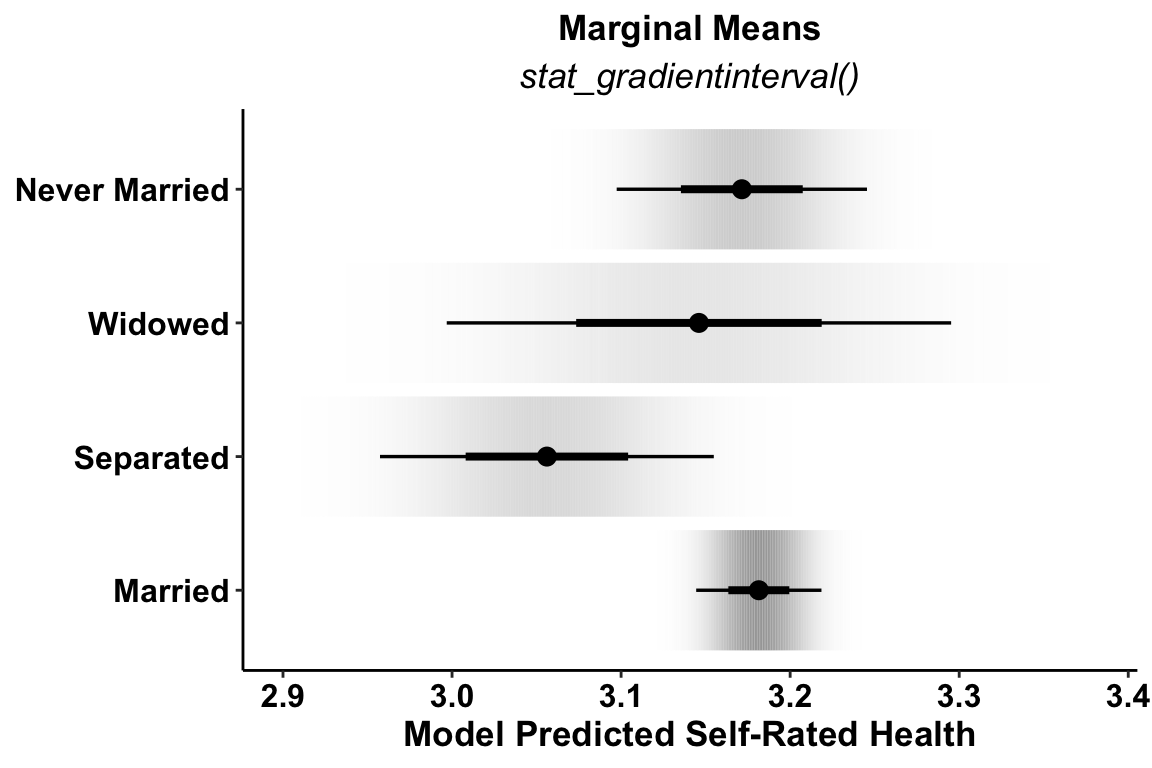 Marginal Means
stat_gradientinterval()
Never Married
Widowed
Separated
Married
2.9 3.0 3.1 3.2 3.3 3.4
Model Predicted Self-Rated Health